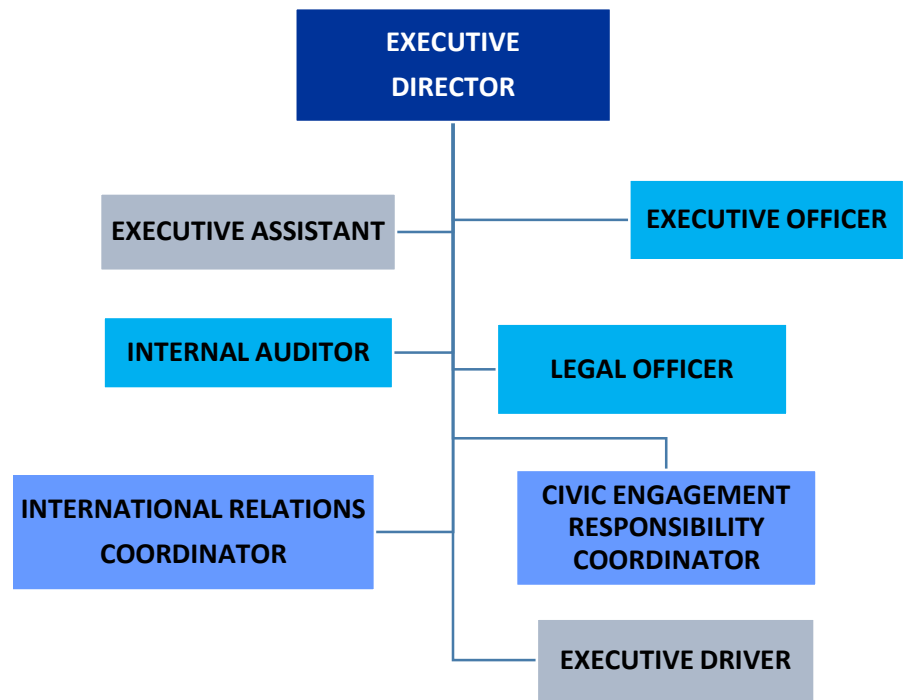 EXECUTIVE
DIRECTOR
EXECUTIVE ASSISTANT
EXECUTIVE OFFICER
INTERNAL AUDITOR
LEGAL OFFICER
INTERNATIONAL RELATIONS
COORDINATOR
CIVIC ENGAGEMENT
RESPONSIBILITY
COORDINATOR
EXECUTIVE DRIVER